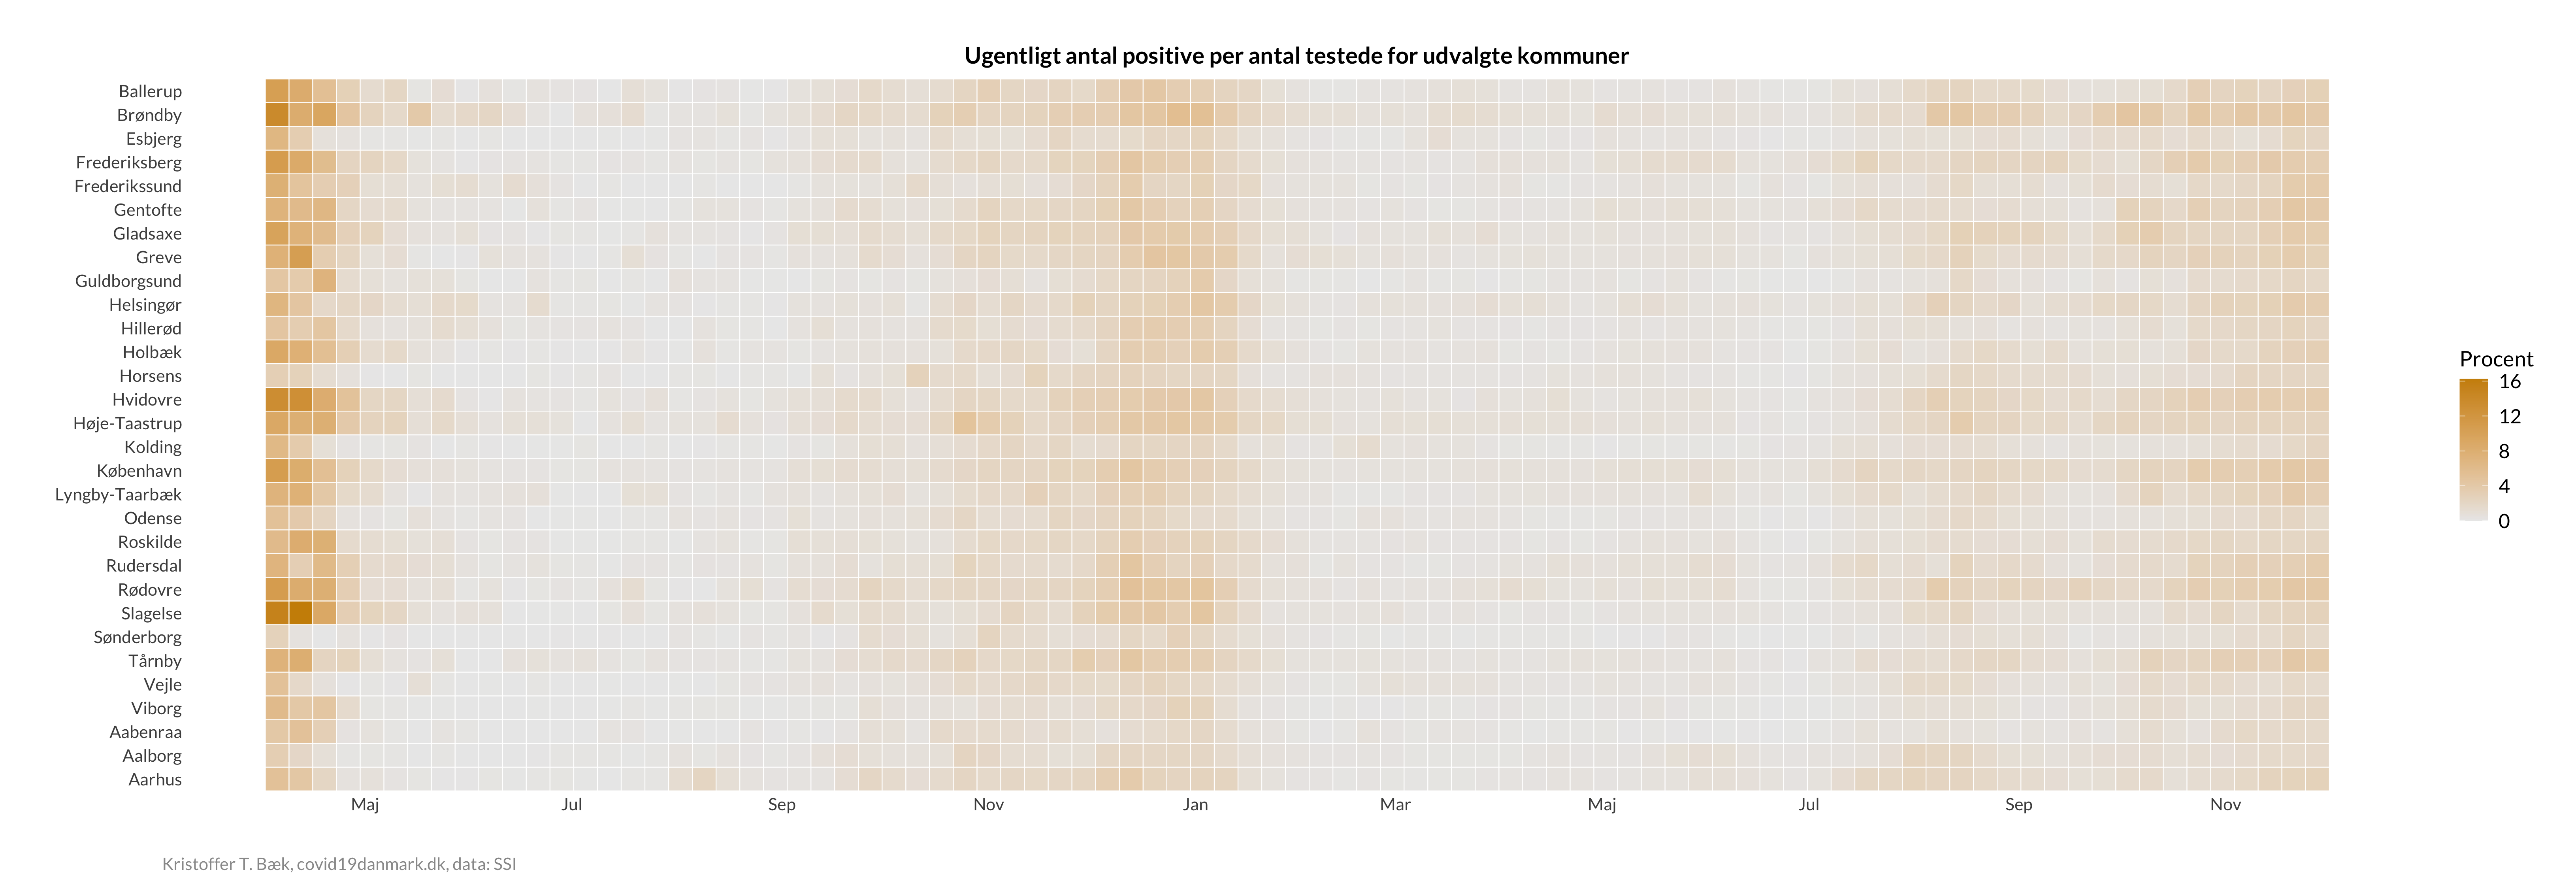 Ugentligt antal positive per antal testede for udvalgte kommuner
Ballerup
Brøndby
Esbjerg
Frederiksberg
Frederikssund
Gentofte
Gladsaxe
Greve
Guldborgsund
Helsingør
Hillerød
Holbæk
Horsens
Hvidovre
Høje-Taastrup
Kolding
København
Lyngby-Taarbæk
Odense
Roskilde
Rudersdal
Rødovre
Slagelse
Sønderborg
Tårnby
Vejle
Viborg
Aabenraa
Aalborg
Aarhus
Maj Jul Sep Nov Jan Mar Maj Jul Sep Nov
Procent
16
12
8
4
0
Kristoffer T. Bæk, covid19danmark.dk, data: SSI